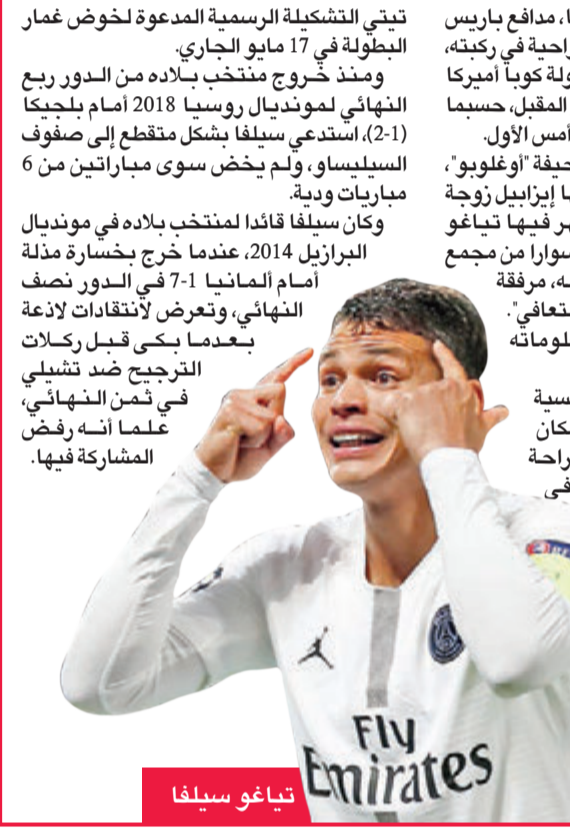 ا، مدافع باريس
راحية في ركبته،
ولة كوبا أميركا
المقبل، حسبما
أمس الأول.
حيفة "أوغلوبو"،
ها إيزابيل زوجة
هر فيها تياغو
سوارا من مجمع
ـه، مرفقة
تعافي".
لوماته
سية
كان
راحة
في
تيتي التشكيلة الرسمية المدعوة لخوض غمار
البطولة في 17 مايو الجاري.
ومنذ خروج منتخب بلاده من الدور ربع
النهائي لمونديال روسيا 2018 أمام بلجيكا
(1-2)، استدعي سيلفا بشكل متقطع إلى صفوف
السيليساو، ولم يخض سوى مباراتين من 6
مباريات ودية.
وكان سيلفا قائدا لمنتخب بلاده في مونديال
البرازيل 2014، عندما خرج بخسارة مذلة
أمام ألمانيا 1-7 في الدور نصف
النهائي، وتعرض لانتقادات لاذعة
بعدما بكى قبل ركلات
الترجيح ضد تشيلي
في ثمن النهائي،
علما أنه رفض
المشاركة فيها.
Fly
Emirates
تياغو سيلفا